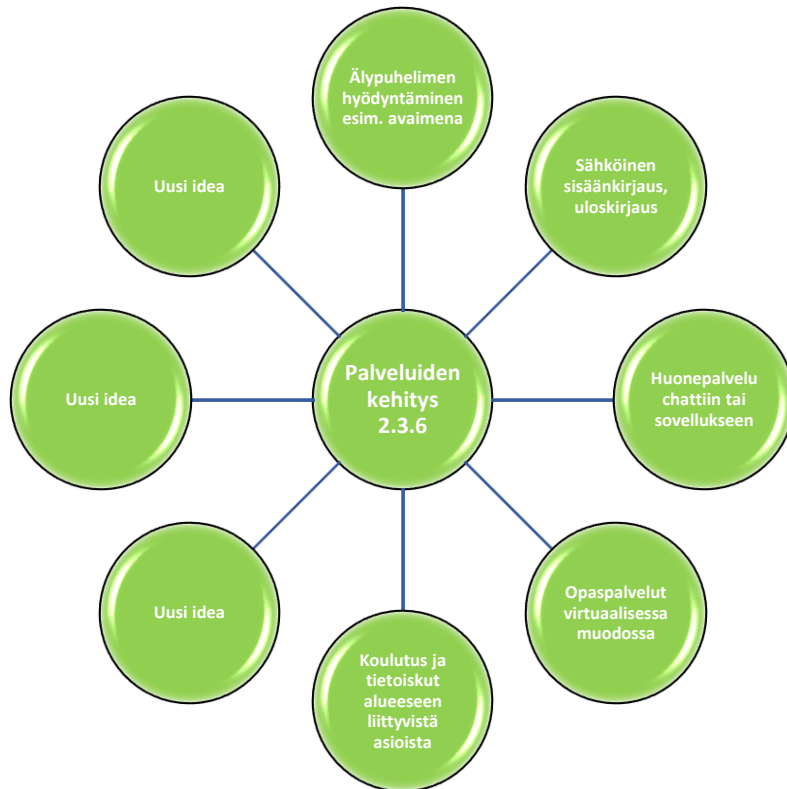 Älypuhelimen
hyödyntäminen
esim. avaimena
Uusi idea
Sähköinen
sisäänkirjaus,
uloskirjaus
Uusi idea
Palveluiden
kehitys
2.3.6
Huonepalvelu
chattiin tai
sovellukseen
Uusi idea
Opaspalvelut
virtuaalisessa
muodossa
Koulutus ja
tietoiskut
alueeseen
liittyvistä
asioista